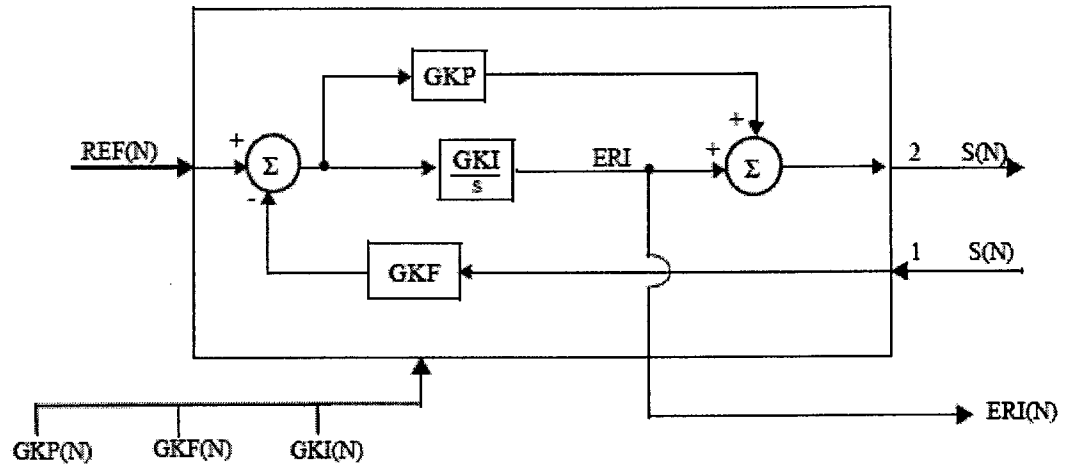 GKP
+
+
REF(N)
+
Σ
GKI
s
ERI
+
Σ
2 S(N)
-
GKF
1 S(N)
ERI(N)
GKP(N) GKF(N) GKI(N)